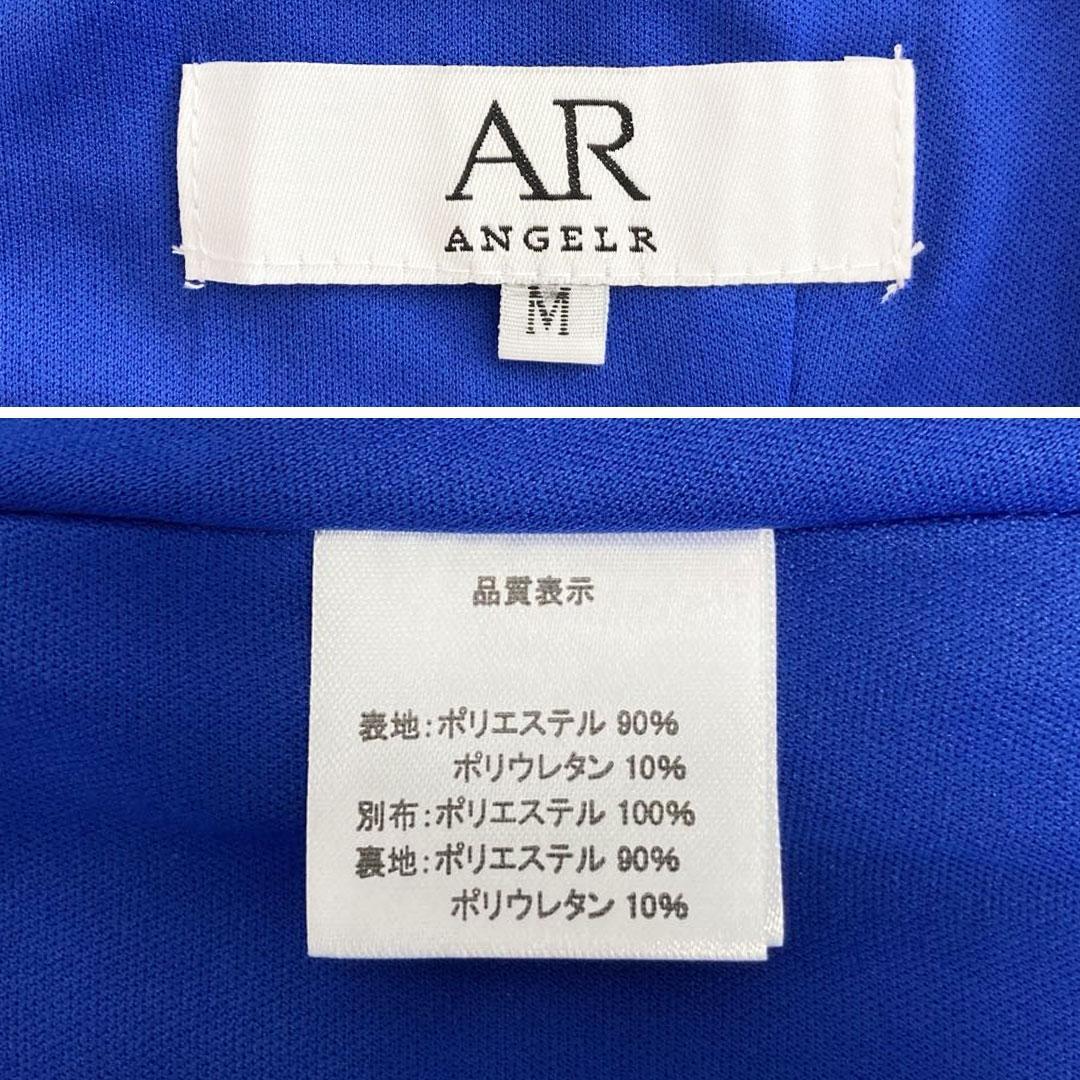 AR
ANGELR
M
品質表示
表地:ポリエステル 90%
ポリウレタン 10%
別布:ポリエステル 100%
裏地:ポリエステル 90%
ポリウレタン 10%